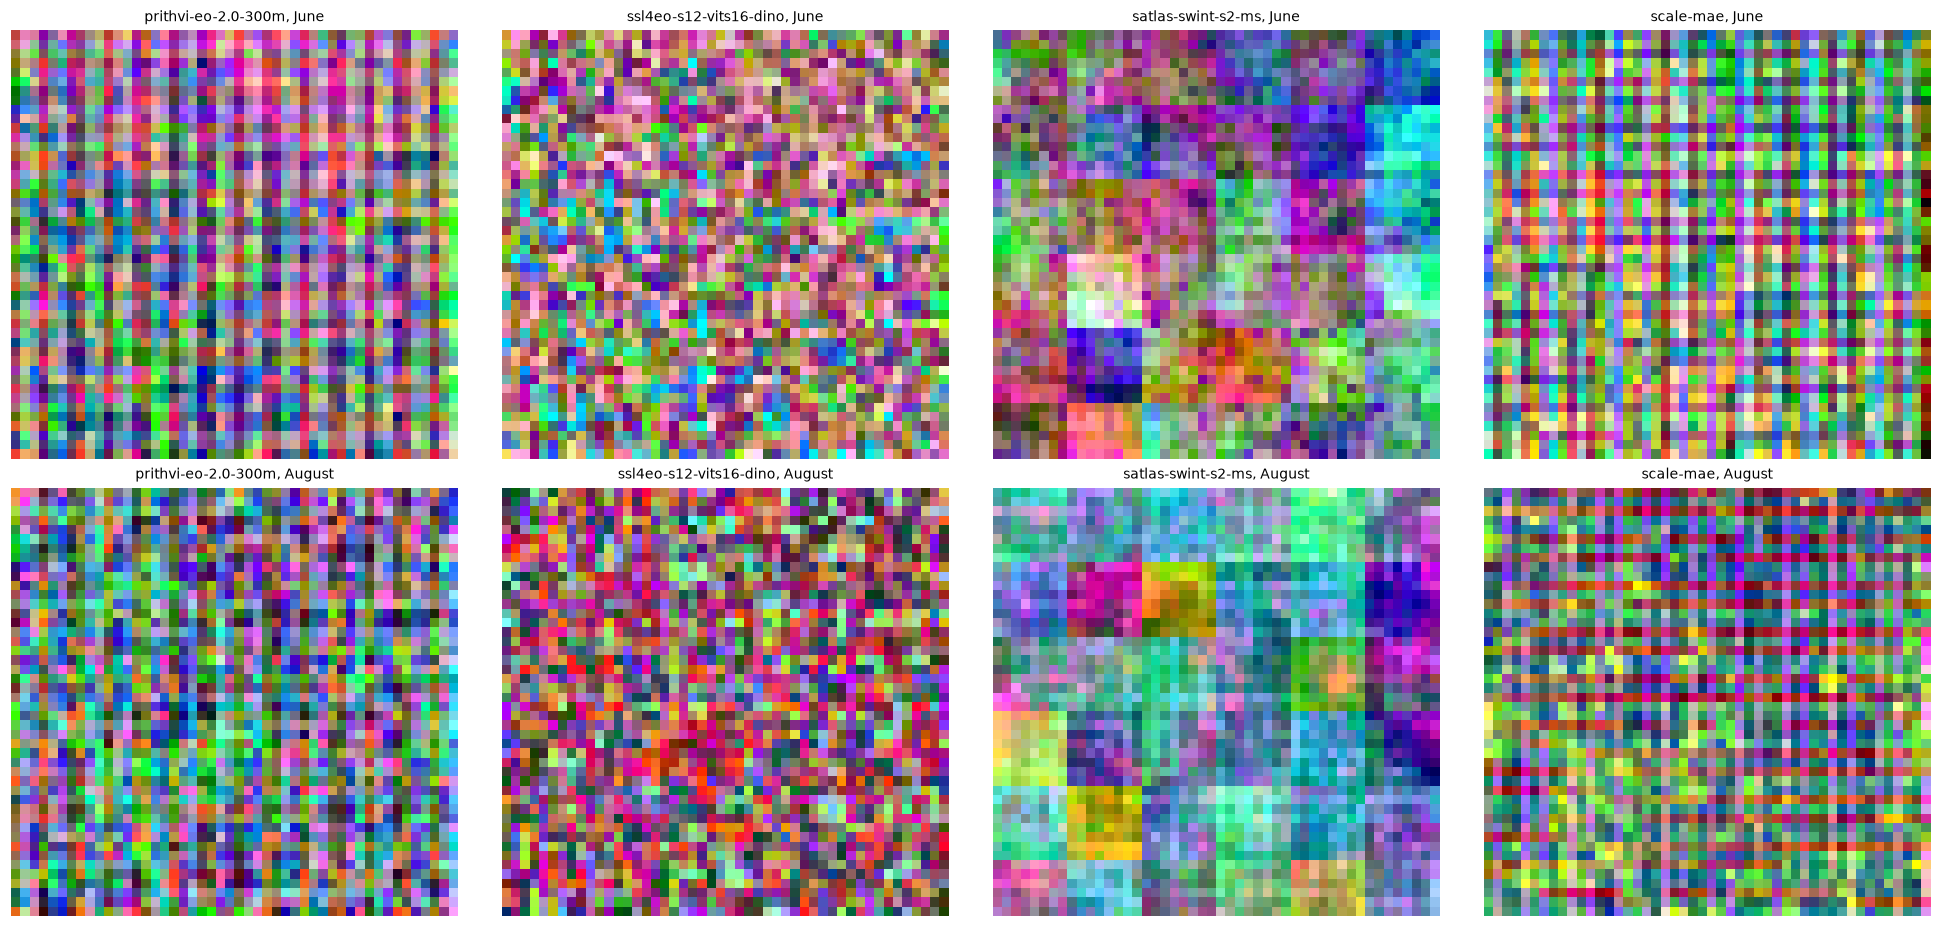 prithvi-eo-2.0-300m, June
ssl4eo-s12-vits16-dino, June
satlas-swint-s2-ms, June
scale-mae, June
prithvi-eo-2.0-300m, August
ssl4eo-s12-vits16-dino, August
satlas-swint-s2-ms, August
scale-mae, August